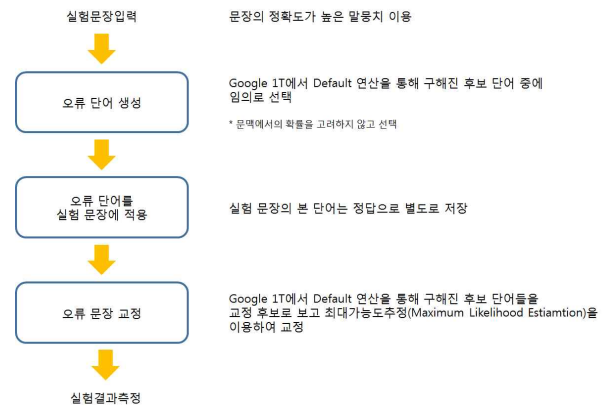 실험문장입력
문장의 정확도가 높은 말뭉치 이용
오류 단어 생성
Google 1T에서 Default 연산을 통해 구해진 후보 단어 중에
임의로 선택
* 문맥에서의 확률을 고려하지 않고 선택
오류 단어를
실험 문장에 적용
실험 문장의 본 단어는 정답으로 별도로 저장
오류 문장 교정
Google 1T에서 Default 연산을 통해 구해진 후보 단어들을
교정 후보로 보고 최대가능도추정(Maximum Likelihood Estiamtion)을
이용하여 교정
실험결과측정